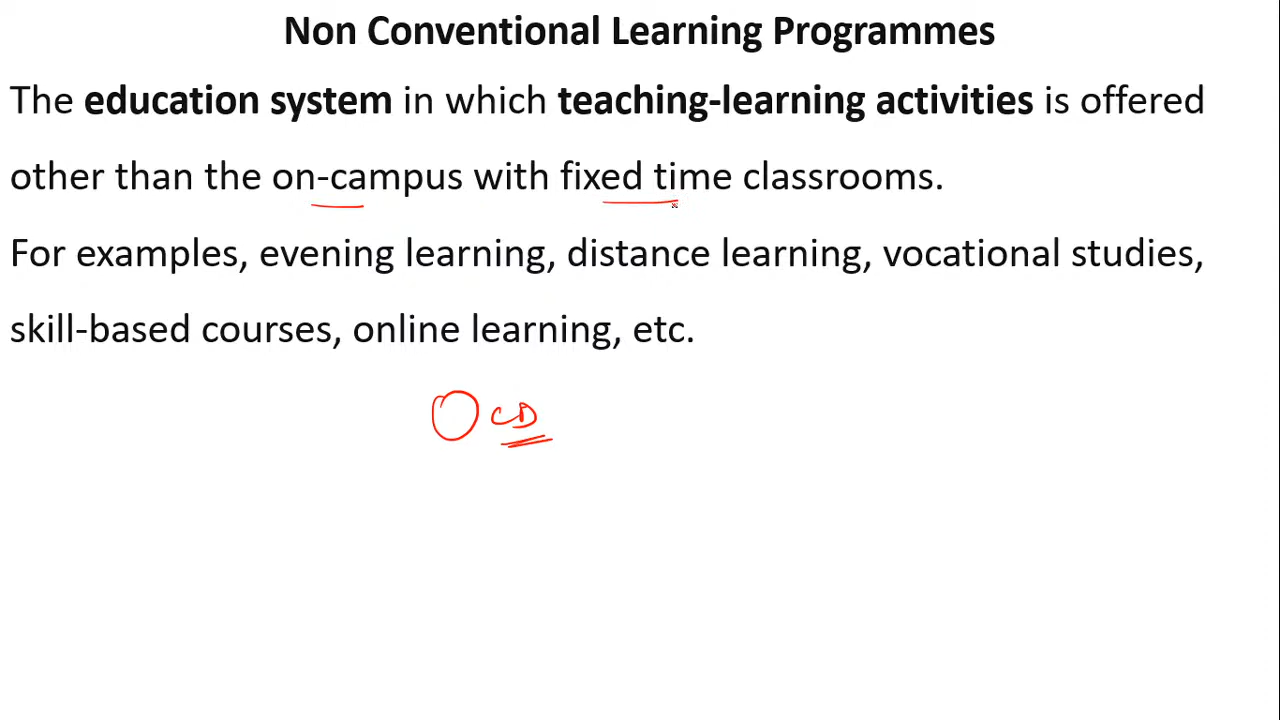 Non Conventional Learning Programmes
The education system in which teaching-learning activities is offered
other than the on-campus with fixed time classrooms.
For examples, evening learning, distance learning, vocational studies,
skill-based courses, online learning, etc.
O CD